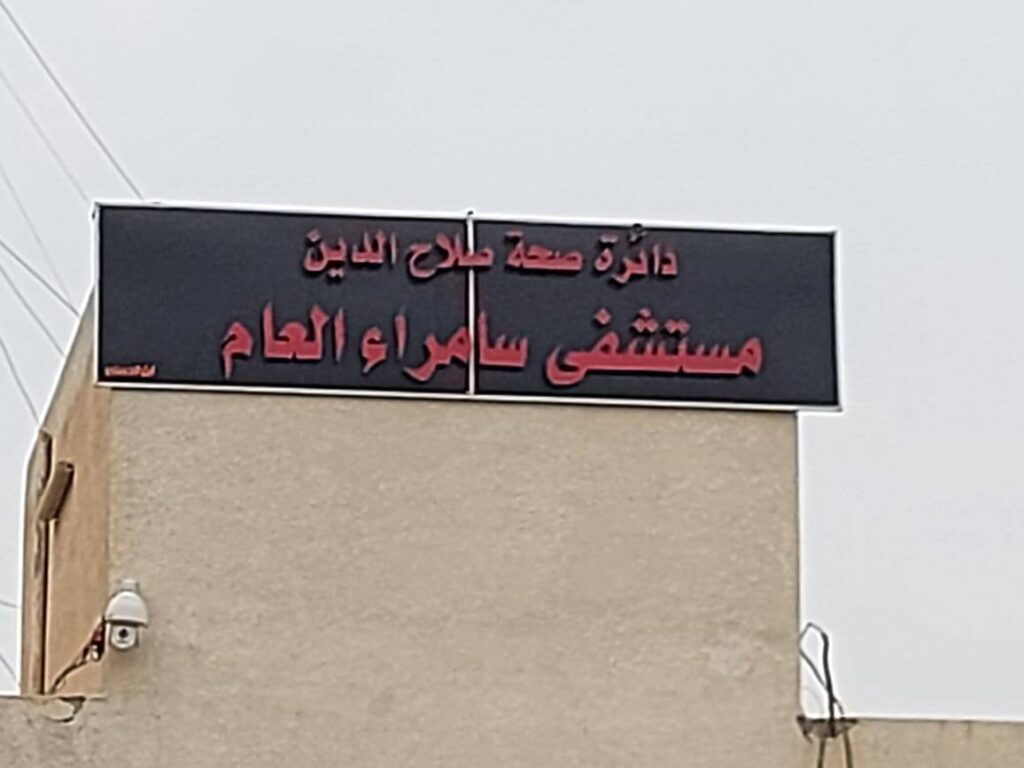 دائرة صحة صلاح الدين
مستشفى سامراء العام